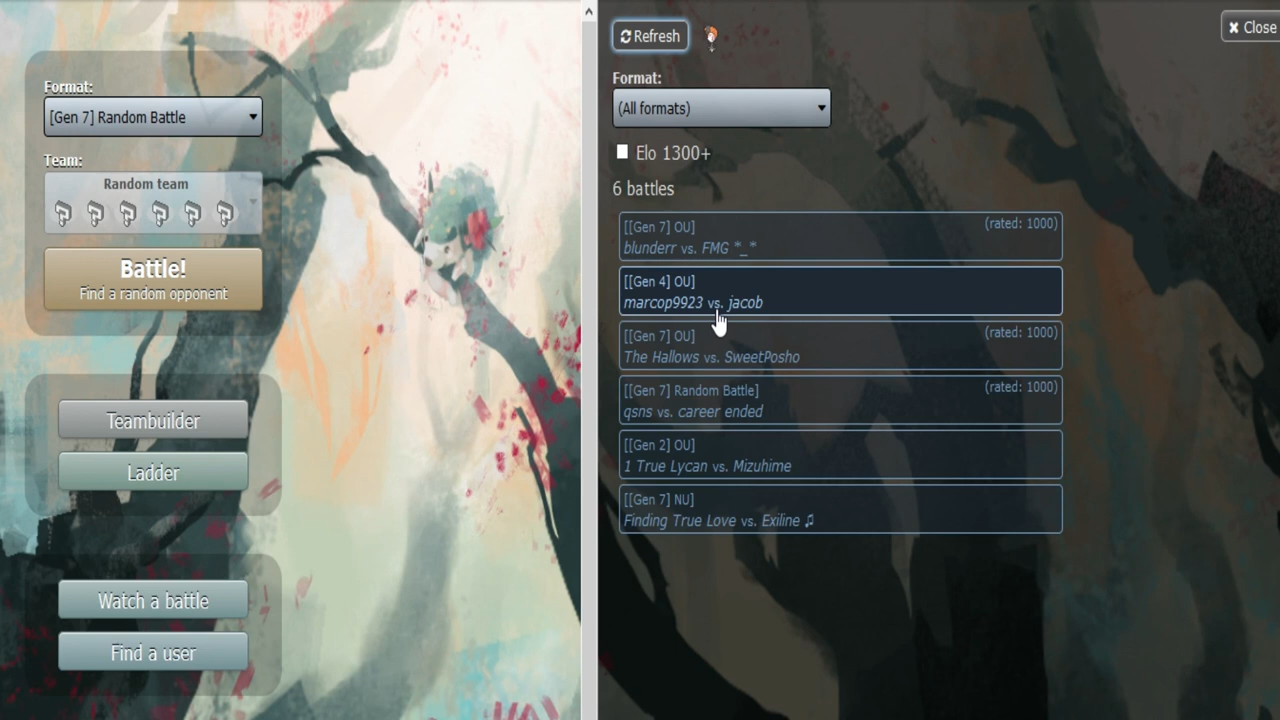 Format:
[Gen 7] Random Battle
Team:
Random team
Battle!
Find a random opponent
Teambuilder
Ladder
Watch a battle
Find a user
Refresh
✖ Close
Format:
(All formats)
Elo 1300+
6 battles
[[Gen 7] OU]
(rated: 1000)
blunderr vs. FMG *_*
[[Gen 4] OU]
marcop9923 vs. jacob
[[Gen 7] OU]
(rated: 1000)
The Hallows vs. SweetPosho
[[Gen 7] Random Battle]
(rated: 1000)
qsns vs. career ended
[[Gen 2] OU]
1 True Lycan vs. Mizuhime
[[Gen 7] NU]
Finding True Love vs. Exiline ♫